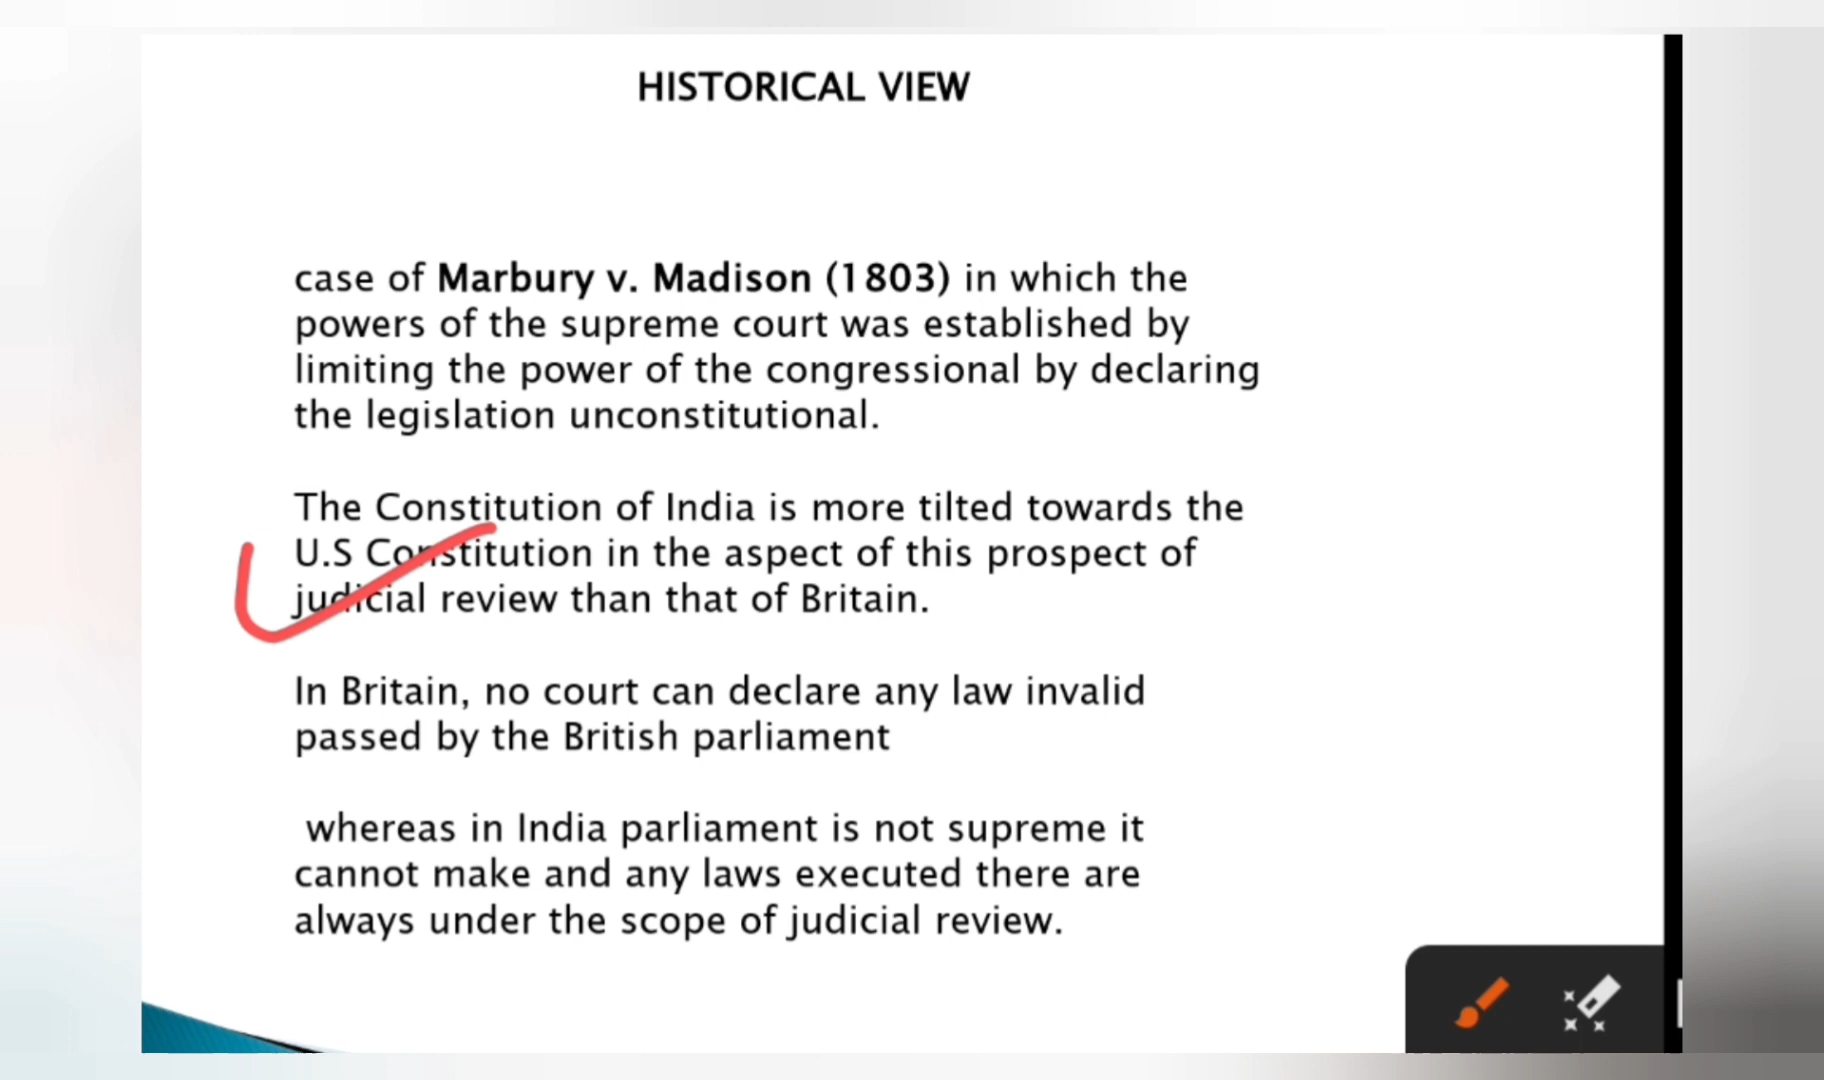 HISTORICAL VIEW
case of Marbury v. Madison (1803) in which the
powers of the supreme court was established by
limiting the power of the congressional by declaring
the legislation unconstitutional.
The Constitution of India is more tilted towards the
U.S Constitution in the aspect of this prospect of
judicial review than that of Britain.
In Britain, no court can declare any law invalid
passed by the British parliament
whereas in India parliament is not supreme it
cannot make and any laws executed there are
always under the scope of judicial review.